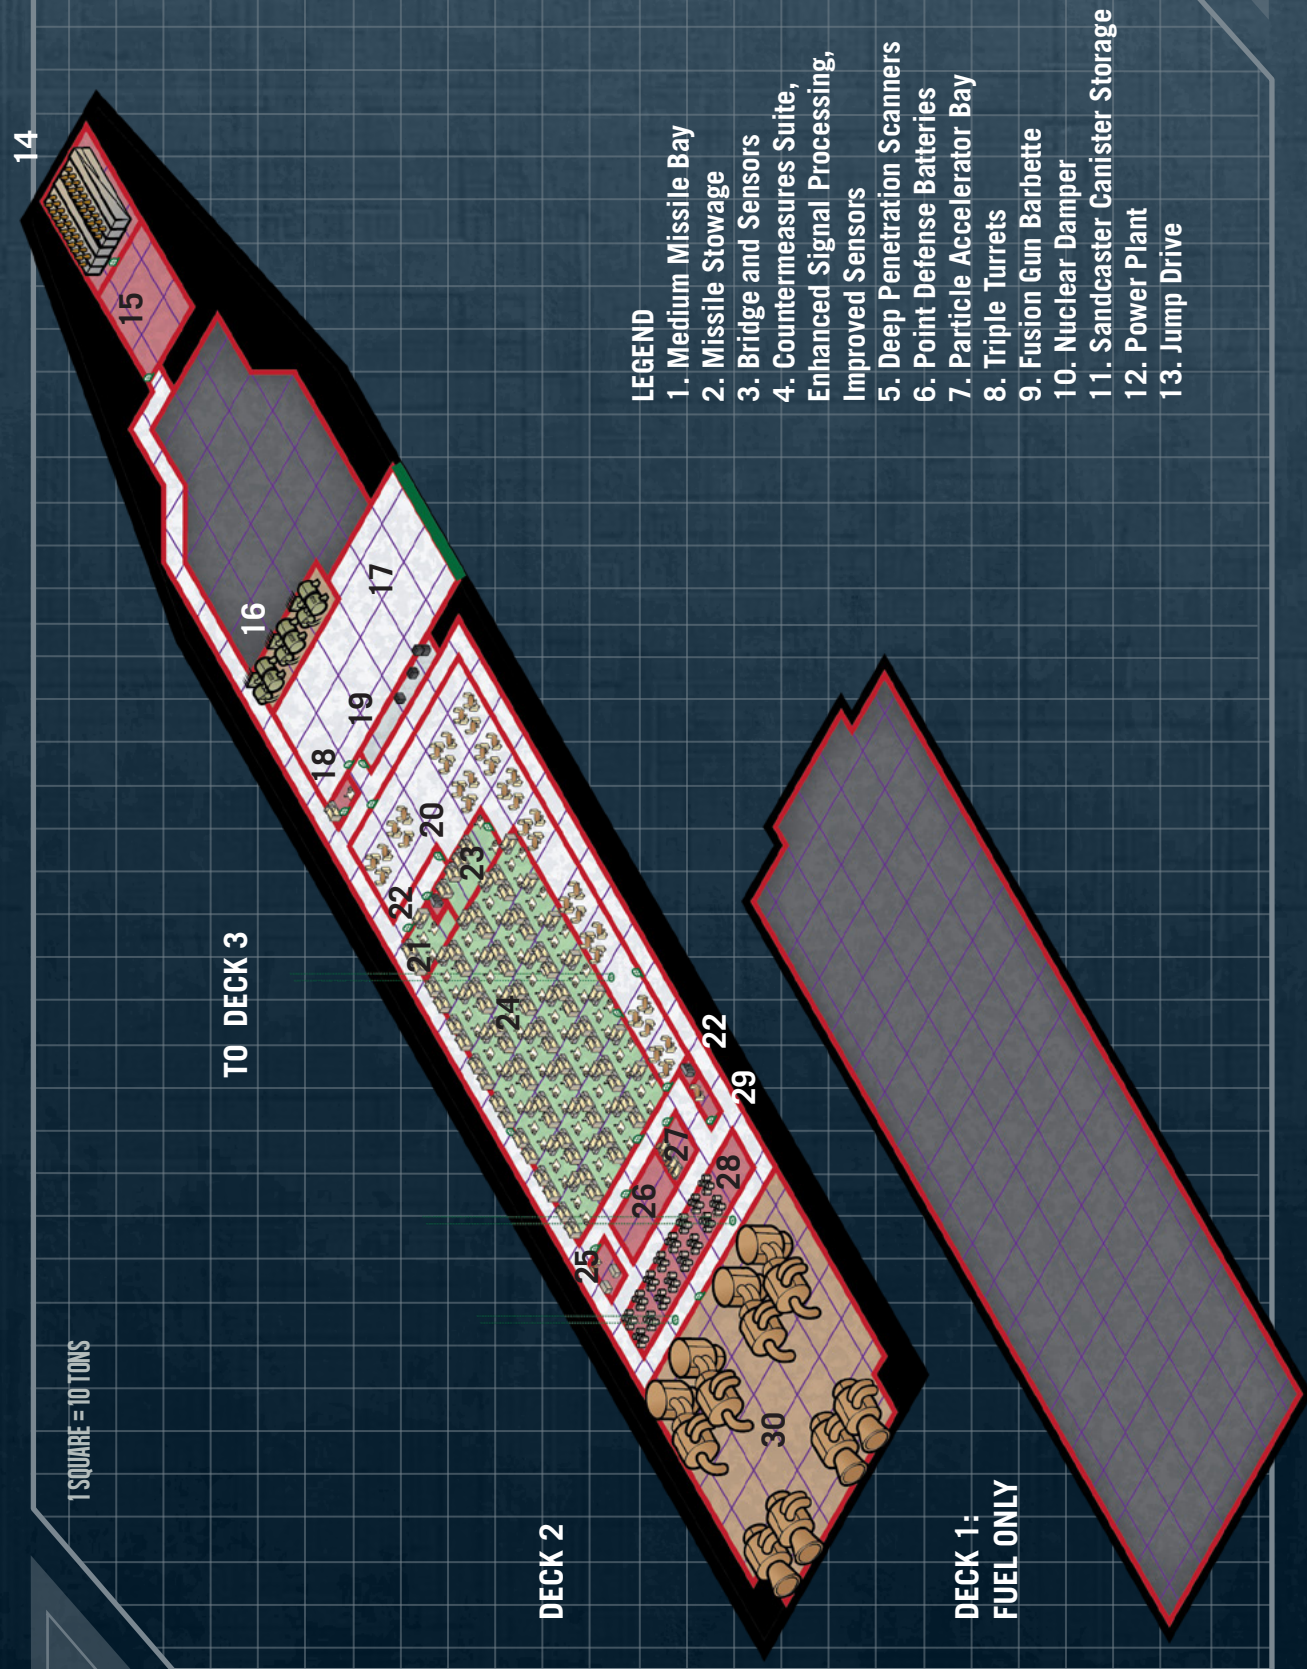 1 SQUARE = 10 TONS
TO DECK 3
DECK 2
DECK 1:
FUEL ONLY
14
15
16
17
18
19
20
21
22
23
24
25
26
27
28
22
29
30
LEGEND
1. Medium Missile Bay
2. Missile Stowage
3. Bridge and Sensors
4. Countermeasures Suite,
Enhanced Signal Processing,
Improved Sensors
5. Deep Penetration Scanners
6. Point Defense Batteries
7. Particle Accelerator Bay
8. Triple Turrets
9. Fusion Gun Barbette
10. Nuclear Damper
11. Sandcaster Canister Storage
12. Power Plant
13. Jump Drive